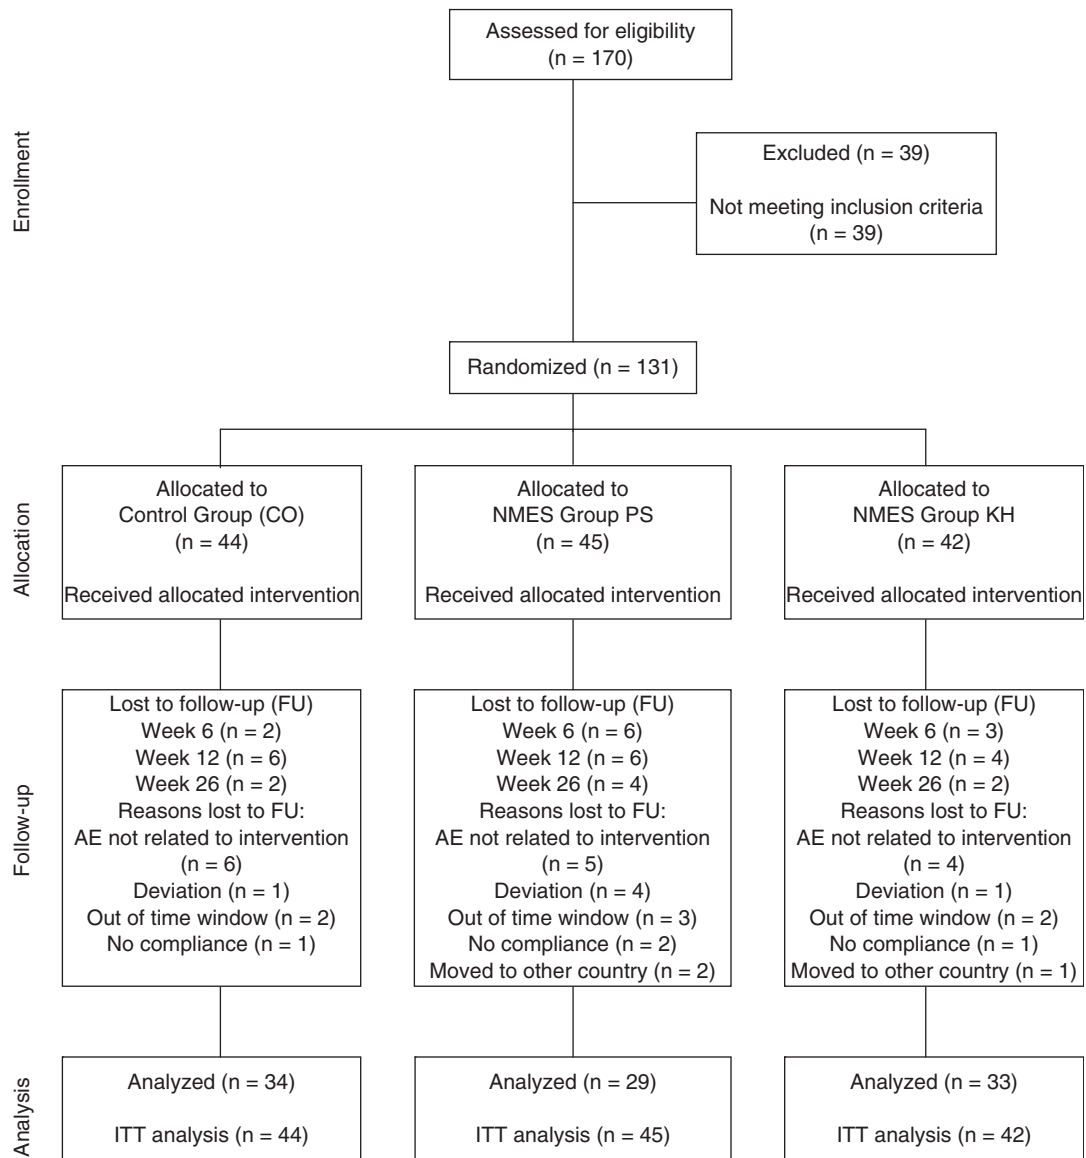 Enrollment
Assessed for eligibility
(n = 170)
Excluded (n = 39)
Not meeting inclusion criteria
(n = 39)
Randomized (n = 131)
Allocation
Allocated to
Control Group (CO)
(n = 44)
Received allocated intervention
Allocated to
NMES Group PS
(n = 45)
Received allocated intervention
Allocated to
NMES Group KH
(n = 42)
Received allocated intervention
Follow-up
Lost to follow-up (FU)
Week 6 (n = 2)
Week 12 (n = 6)
Week 26 (n = 2)
Reasons lost to FU:
AE not related to intervention
(n = 6)
Deviation (n = 1)
Out of time window (n = 2)
No compliance (n = 1)
Lost to follow-up (FU)
Week 6 (n = 6)
Week 12 (n = 6)
Week 26 (n = 4)
Reasons lost to FU:
AE not related to intervention
(n = 5)
Deviation (n = 4)
Out of time window (n = 3)
No compliance (n = 2)
Moved to other country (n = 2)
Lost to follow-up (FU)
Week 6 (n = 3)
Week 12 (n = 4)
Week 26 (n = 2)
Reasons lost to FU:
AE not related to intervention
(n = 4)
Deviation (n = 1)
Out of time window (n = 2)
No compliance (n = 1)
Moved to other country (n = 1)
Analysis
Analyzed (n = 34)
ITT analysis (n = 44)
Analyzed (n = 29)
ITT analysis (n = 45)
Analyzed (n = 33)
ITT analysis (n = 42)